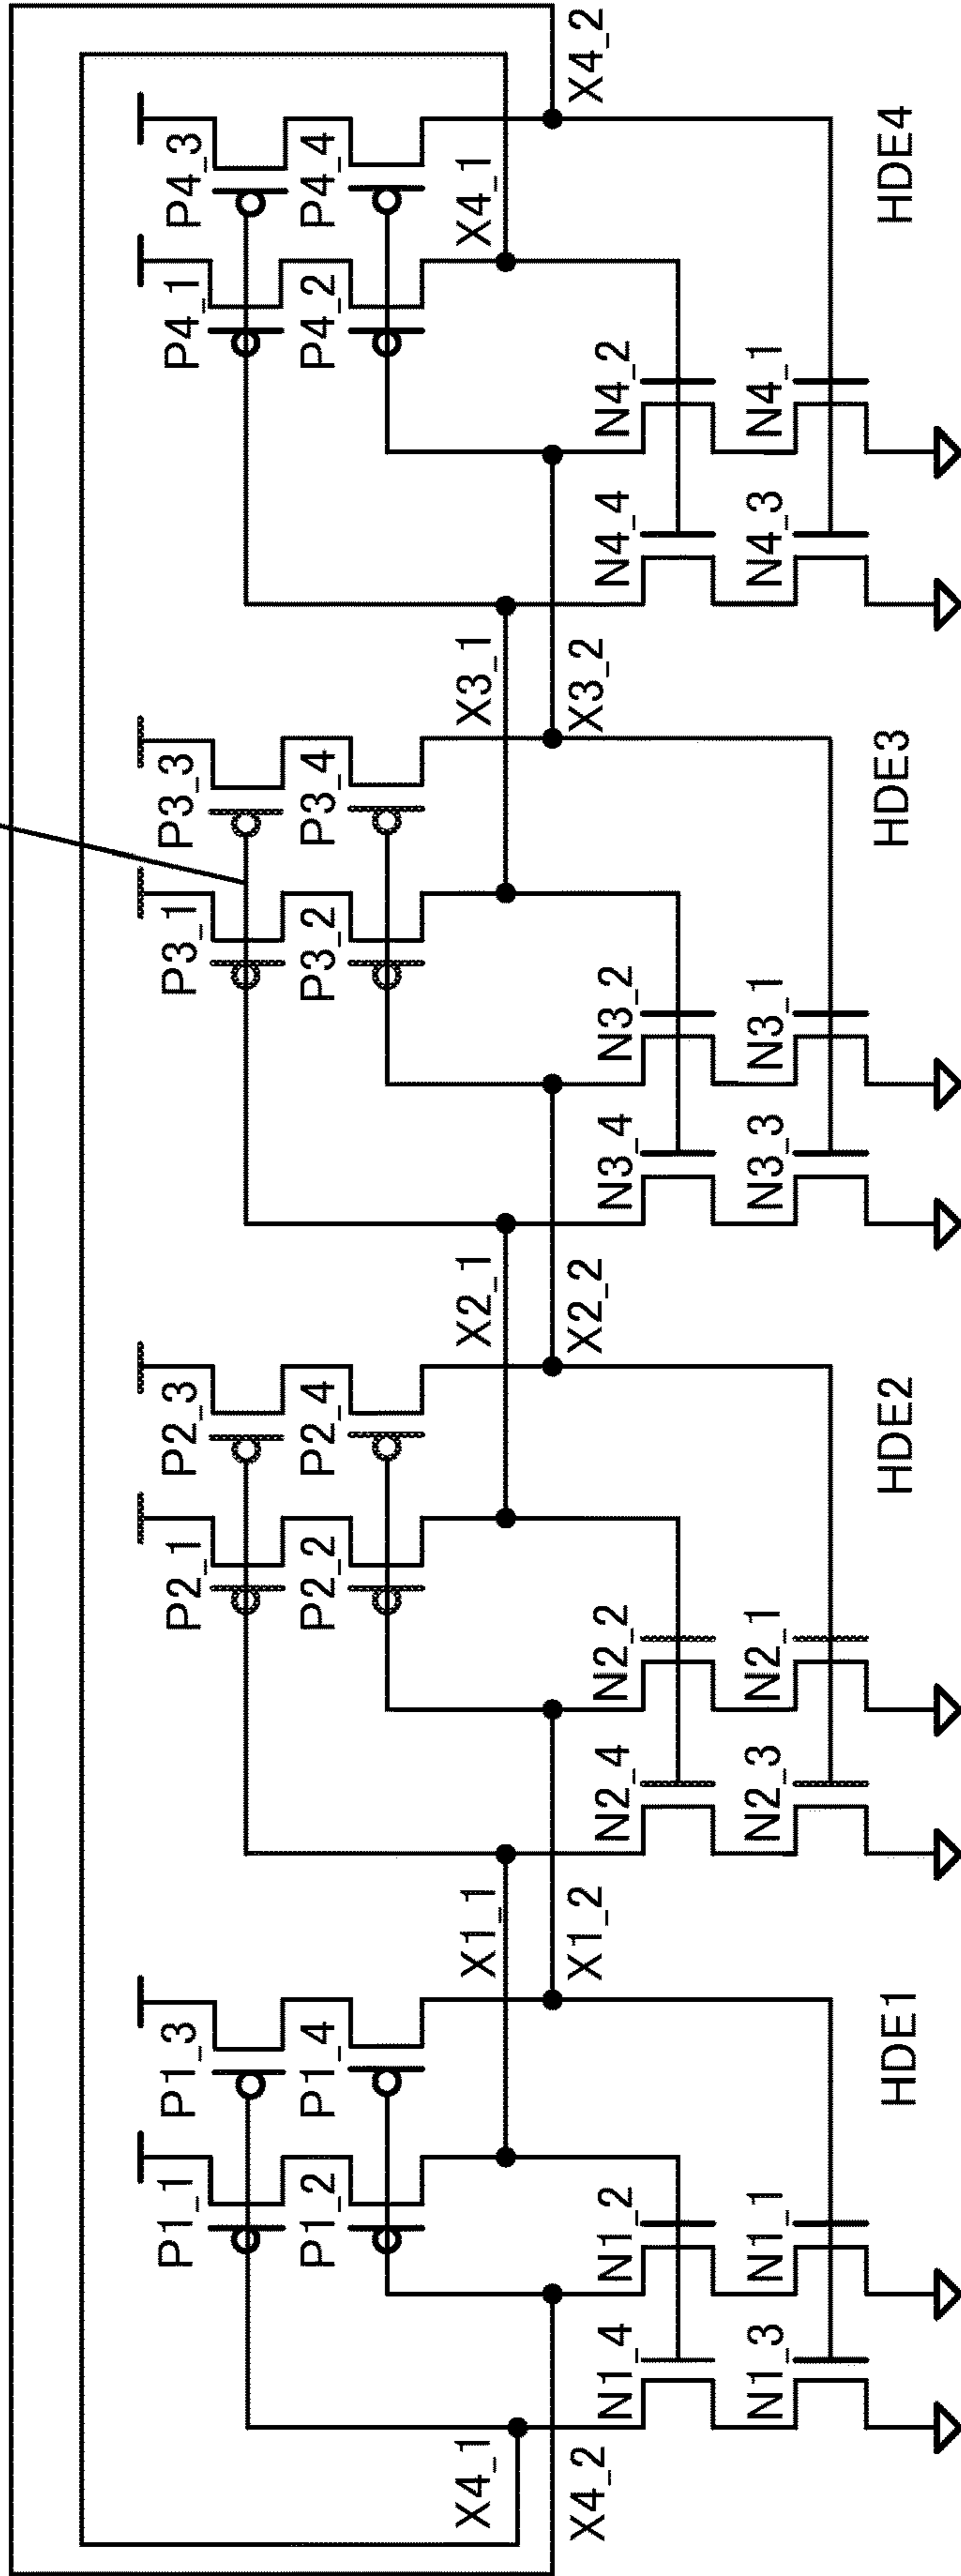 P1_1
P1_3
P1_2
P1_4
X4_1
X4_2
N1_4
N1_2
N1_3
N1_1
X1_1
X1_2
HDE1
P2_1
P2_3
P2_2
P2_4
N2_4
N2_2
N2_3
N2_1
X2_1
X2_2
HDE2
P3_1
P3_3
P3_2
P3_4
N3_4
N3_2
N3_3
N3_1
X3_1
X3_2
HDE3
P4_1
P4_3
P4_2
P4_4
N4_4
N4_2
N4_3
N4_1
X4_1
X4_2
HDE4